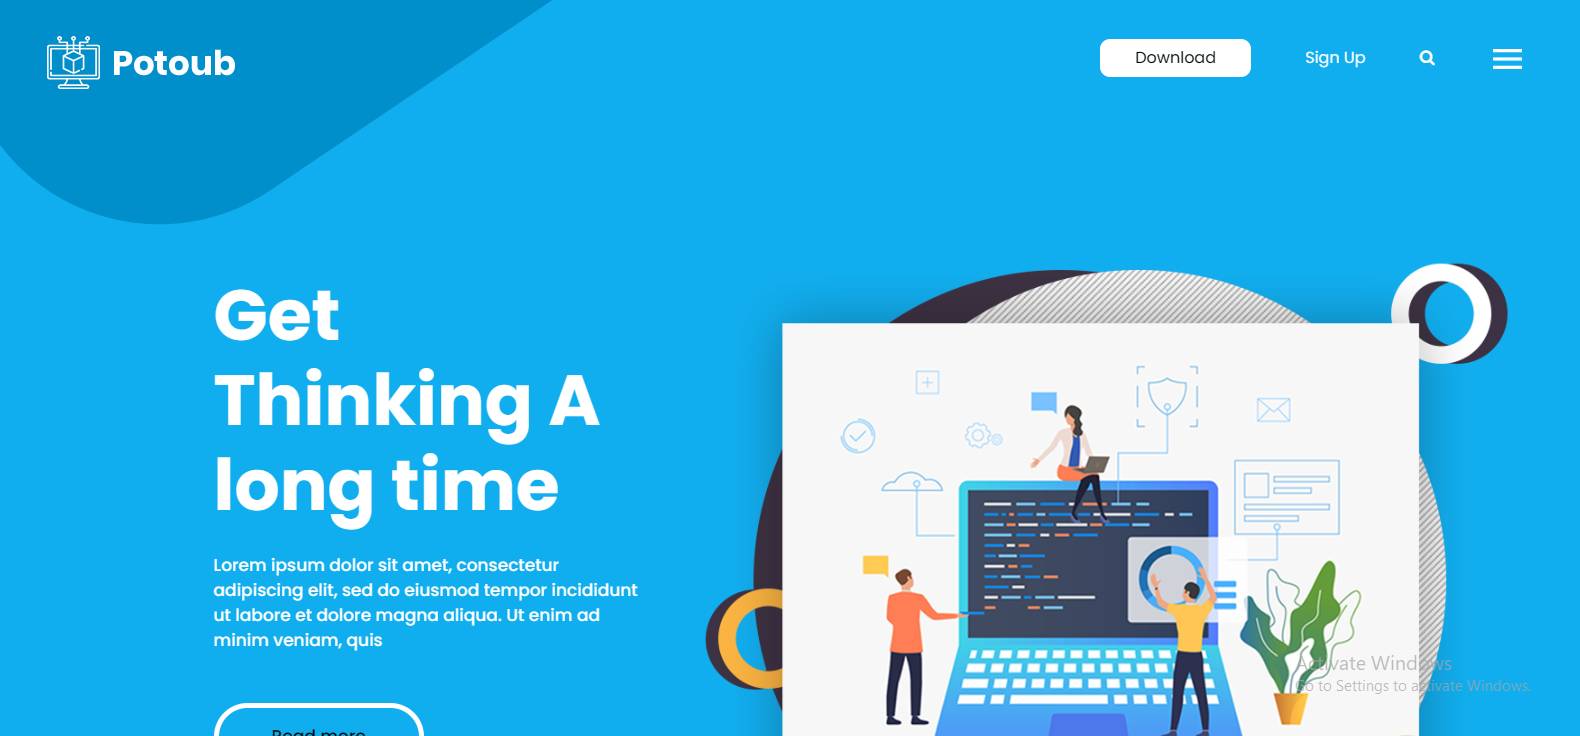 Potoub
Download
Sign Up
Get
Thinking A
long time
Lorem ipsum dolor sit amet, consectetur
adipiscing elit, sed do eiusmod tempor incididunt
ut labore et dolore magna aliqua. Ut enim ad
minim veniam, quis
Read more
Activate Windows
Go to Settings to activate Windows.